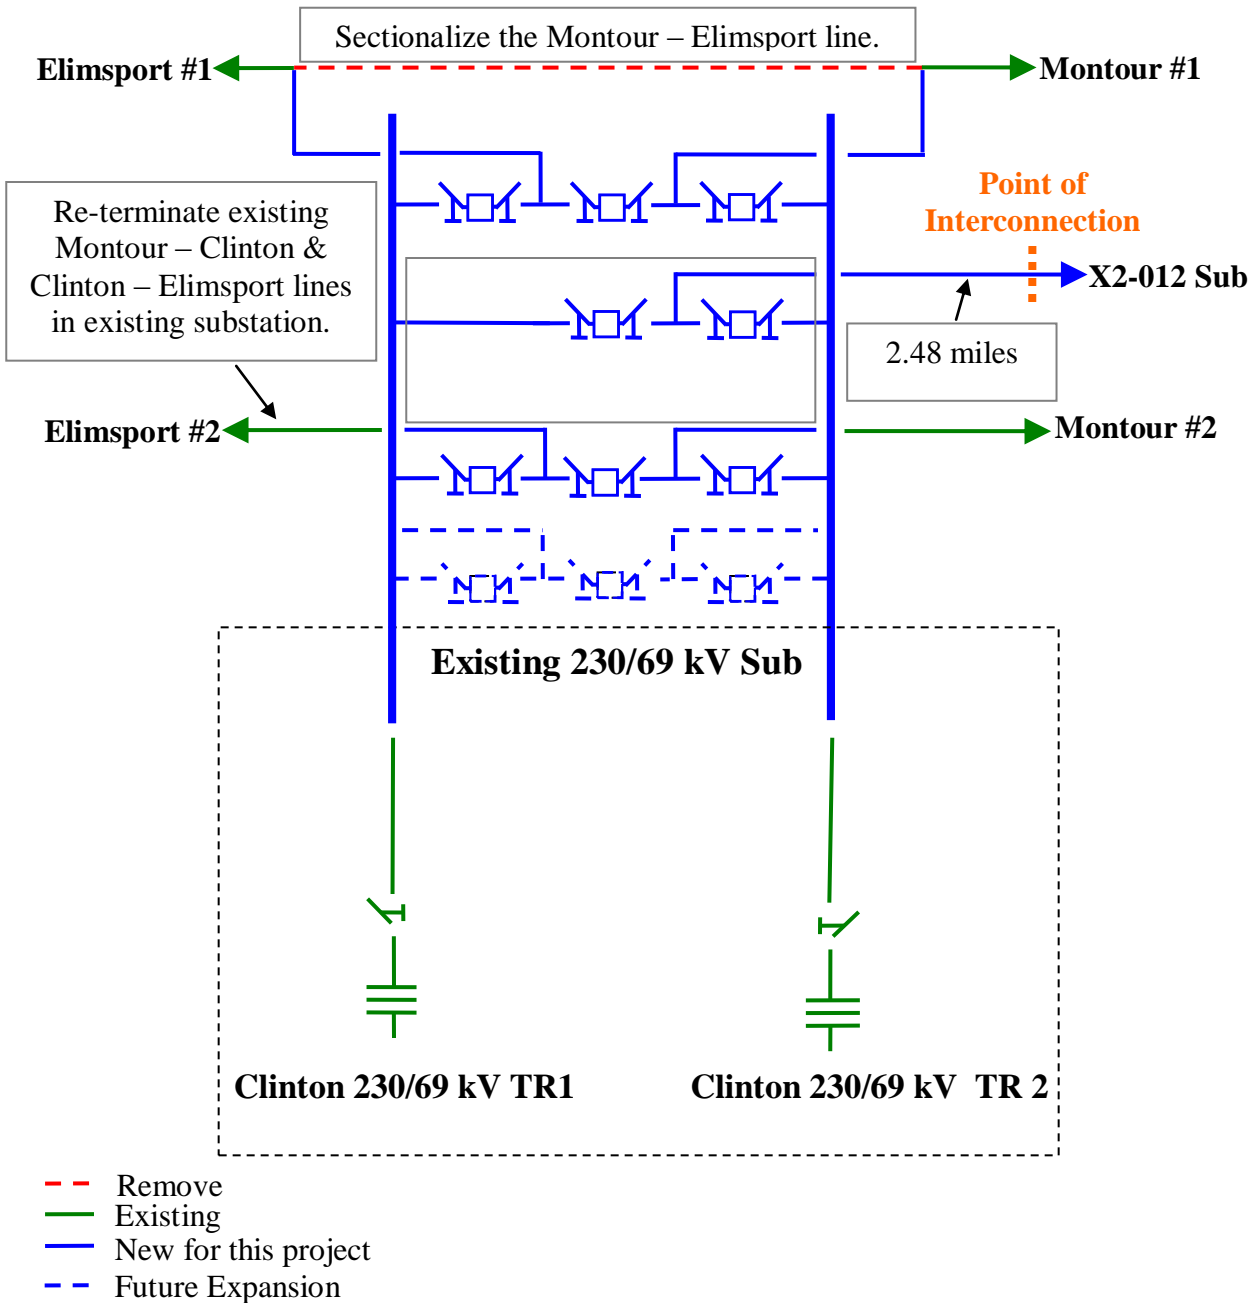 Sectionalize the Montour – Elimsport line.
Elimsport #1
Montour #1
Re-terminate existing
Montour – Clinton &
Clinton – Elimsport lines
in existing substation.
Point of
Interconnection
X2-012 Sub
2.48 miles
Elimsport #2
Montour #2
Existing 230/69 kV Sub
Clinton 230/69 kV TR1
Clinton 230/69 kV TR 2
Remove
Existing
New for this project
Future Expansion